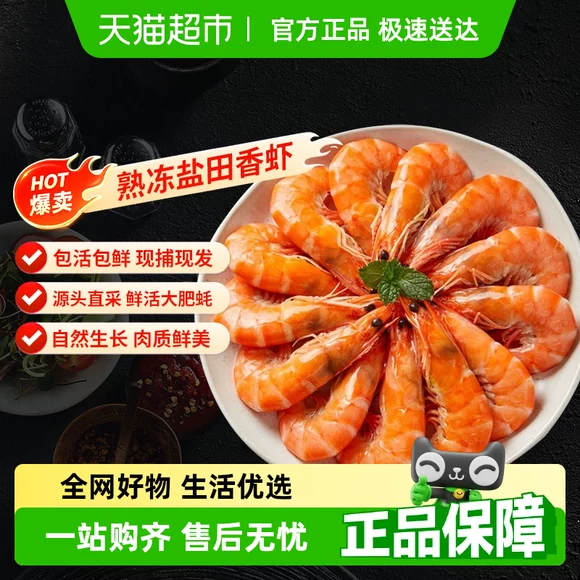 天猫超市 官方正品 极速送达
HOT
爆卖
熟冻盐田香虾
包活包鲜 现捕现发
源头直采 鲜活大肥蚝
自然生长 肉质鲜美
全网好物 生活优选
一站购齐 售后无忧
正品保障